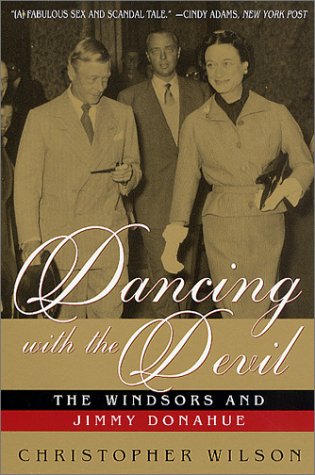 "[A] FABULOUS SEX AND SCANDAL TALE." —CINDY ADAMS, NEW YORK POST
Dancing
with the
Devil
THE WINDSORS AND
JIMMY DONAHUE
CHRISTOPHER WILSON